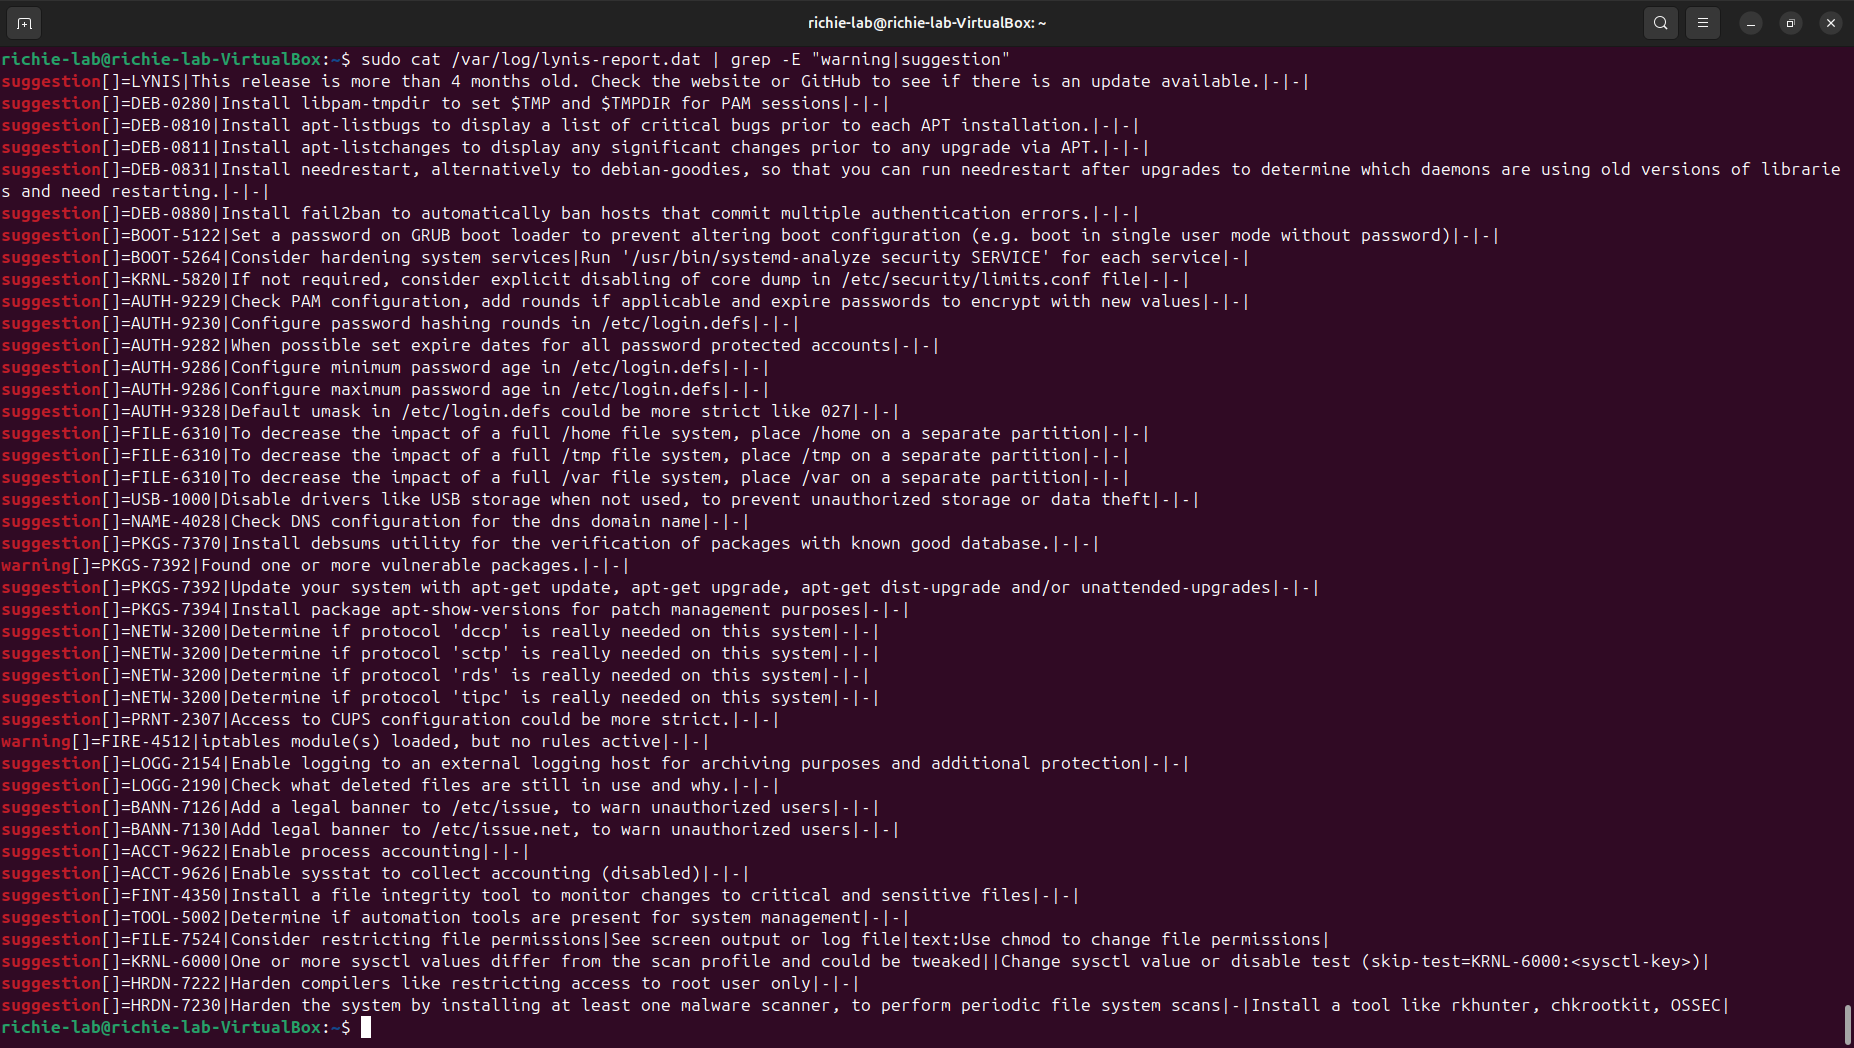 richie-lab@richie-lab-VirtualBox: ~
richie-lab@richie-lab-VirtualBox:~$ sudo cat /var/log/lynis-report.dat | grep -E "warning|suggestion"
suggestion[]=LYNIS|This release is more than 4 months old. Check the website or GitHub to see if there is an update available.|-|-|
suggestion[]=DEB-0280|Install libpam-tmpdir to set $TMP and $TMPDIR for PAM sessions|-|-|
suggestion[]=DEB-0810|Install apt-listbugs to display a list of critical bugs prior to each APT installation.|-|-|
suggestion[]=DEB-0811|Install apt-listchanges to display any significant changes prior to any upgrade via APT.|-|-|
suggestion[]=DEB-0831|Install needrestart, alternatively to debian-goodies, so that you can run needrestart after upgrades to determine which daemons are using old versions of librarie
s and need restarting.|-|-|
suggestion[]=DEB-0880|Install fail2ban to automatically ban hosts that commit multiple authentication errors.|-|-|
suggestion[]=BOOT-5122|Set a password on GRUB boot loader to prevent altering boot configuration (e.g. boot in single user mode without password)|-|-|
suggestion[]=BOOT-5264|Consider hardening system services|Run '/usr/bin/systemd-analyze security SERVICE' for each service|-|
suggestion[]=KRNL-5820|If not required, consider explicit disabling of core dump in /etc/security/limits.conf file|-|-|
suggestion[]=AUTH-9229|Check PAM configuration, add rounds if applicable and expire passwords to encrypt with new values|-|-|
suggestion[]=AUTH-9230|Configure password hashing rounds in /etc/login.defs|-|-|
suggestion[]=AUTH-9282|When possible set expire dates for all password protected accounts|-|-|
suggestion[]=AUTH-9286|Configure minimum password age in /etc/login.defs|-|-|
suggestion[]=AUTH-9286|Configure maximum password age in /etc/login.defs|-|-|
suggestion[]=AUTH-9328|Default umask in /etc/login.defs could be more strict like 027|-|-|
suggestion[]=FILE-6310|To decrease the impact of a full /home file system, place /home on a separate partition|-|-|
suggestion[]=FILE-6310|To decrease the impact of a full /tmp file system, place /tmp on a separate partition|-|-|
suggestion[]=FILE-6310|To decrease the impact of a full /var file system, place /var on a separate partition|-|-|
suggestion[]=USB-1000|Disable drivers like USB storage when not used, to prevent unauthorized storage or data theft|-|-|
suggestion[]=NAME-4028|Check DNS configuration for the dns domain name|-|-|
suggestion[]=PKGS-7370|Install debsums utility for the verification of packages with known good database.|-|-|
warning[]=PKGS-7392|Found one or more vulnerable packages.|-|-|
suggestion[]=PKGS-7392|Update your system with apt-get update, apt-get upgrade, apt-get dist-upgrade and/or unattended-upgrades|-|-|
suggestion[]=PKGS-7394|Install package apt-show-versions for patch management purposes|-|-|
suggestion[]=NETW-3200|Determine if protocol 'dccp' is really needed on this system|-|-|
suggestion[]=NETW-3200|Determine if protocol 'sctp' is really needed on this system|-|-|
suggestion[]=NETW-3200|Determine if protocol 'rds' is really needed on this system|-|-|
suggestion[]=NETW-3200|Determine if protocol 'tipc' is really needed on this system|-|-|
suggestion[]=PRNT-2307|Access to CUPS configuration could be more strict.|-|-|
warning[]=FIRE-4512|iptables module(s) loaded, but no rules active|-|-|
suggestion[]=LOGG-2154|Enable logging to an external logging host for archiving purposes and additional protection|-|-|
suggestion[]=LOGG-2190|Check what deleted files are still in use and why.|-|-|
suggestion[]=BANN-7126|Add a legal banner to /etc/issue, to warn unauthorized users|-|-|
suggestion[]=BANN-7130|Add legal banner to /etc/issue.net, to warn unauthorized users|-|-|
suggestion[]=ACCT-9622|Enable process accounting|-|-|
suggestion[]=ACCT-9626|Enable sysstat to collect accounting (disabled)|-|-|
suggestion[]=FINT-4350|Install a file integrity tool to monitor changes to critical and sensitive files|-|-|
suggestion[]=TOOL-5002|Determine if automation tools are present for system management|-|-|
suggestion[]=FILE-7524|Consider restricting file permissions|See screen output or log file|text:Use chmod to change file permissions|
suggestion[]=KRNL-6000|One or more sysctl values differ from the scan profile and could be tweaked||Change sysctl value or disable test (skip-test=KRNL-6000:<sysctl-key>)|
suggestion[]=HRDN-7222|Harden compilers like restricting access to root user only|-|-|
suggestion[]=HRDN-7230|Harden the system by installing at least one malware scanner, to perform periodic file system scans|-|Install a tool like rkhunter, chkrootkit, OSSEC|
richie-lab@richie-lab-VirtualBox:~$